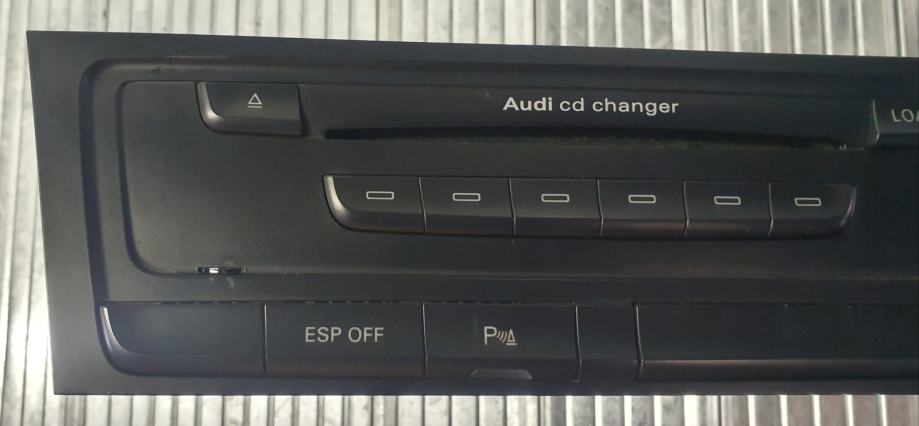 Audi cd changer
LOA
ESP OFF
P